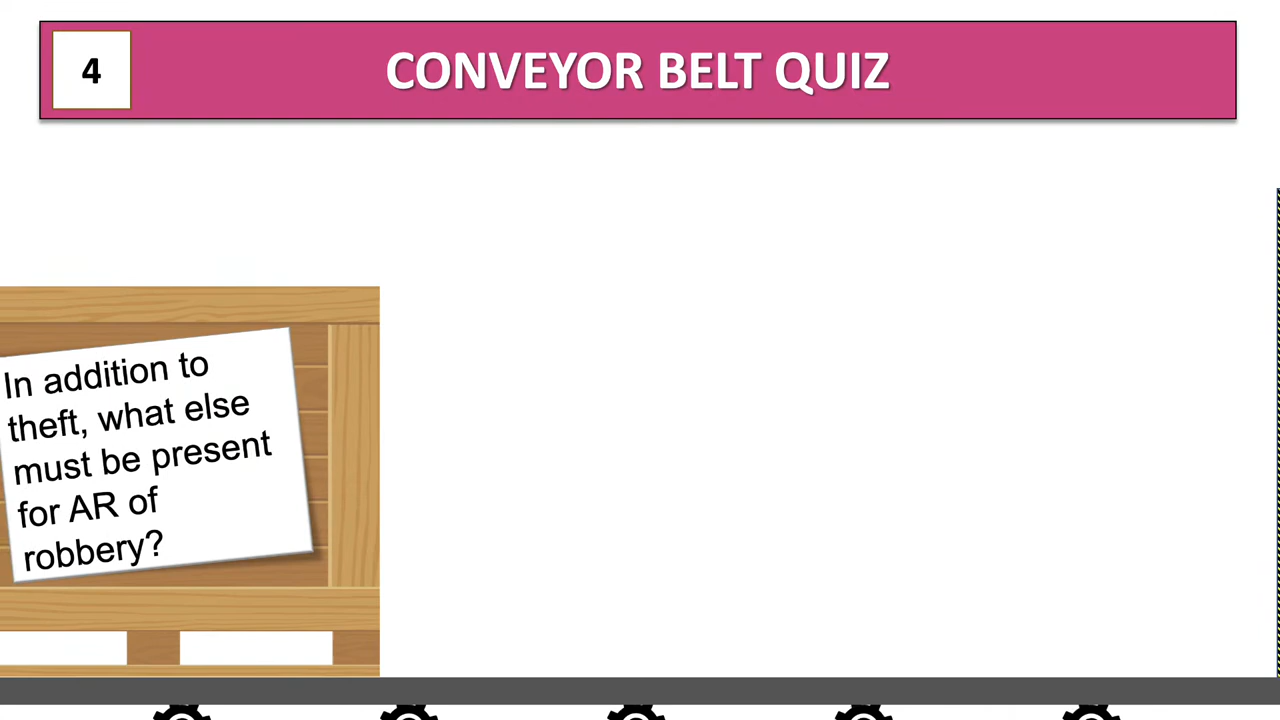 4
CONVEYOR BELT QUIZ
In addition to
theft, what else
must be present
for AR of
robbery?